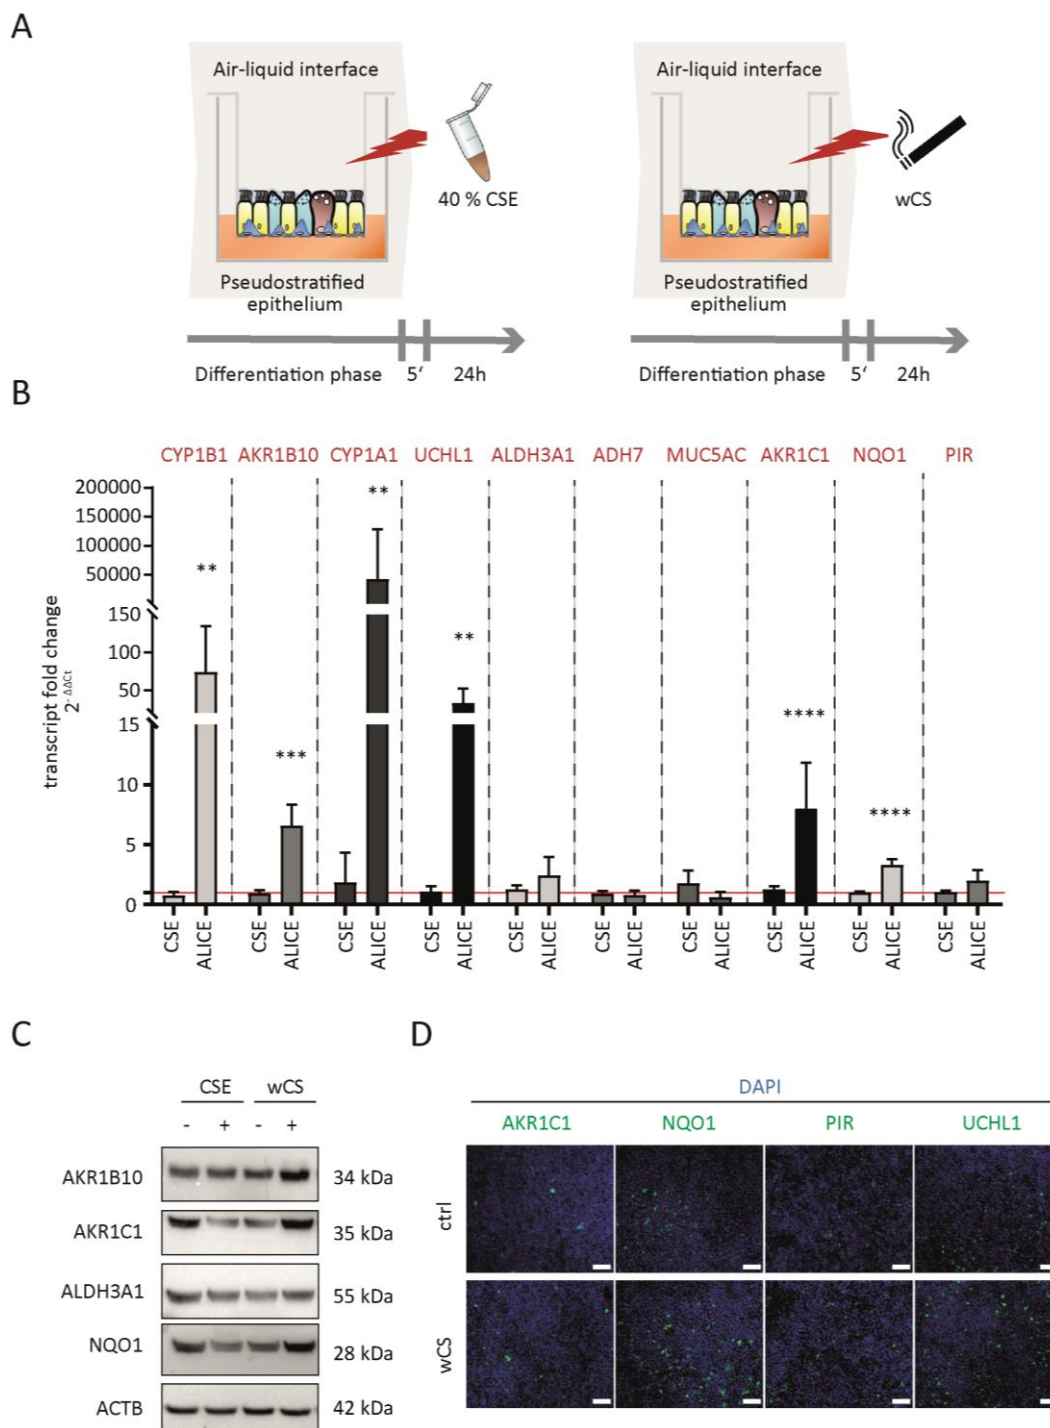 A
Air-liquid interface
40 % CSE
Pseudostratified
epithelium
Differentiation phase 5‘ 24h
Air-liquid interface
wCS
Pseudostratified
epithelium
Differentiation phase 5‘ 24h
B
CYP1B1 AKR1B10 CYP1A1 UCHL1 ALDH3A1 ADH7 MUC5AC AKR1C1 NQO1 PIR
transcript fold change
2^-ΔΔCt
200000
150000
100000
50000
150
100
50
15
10
5
0
** *** ** ** **** ****
CSE ALICE CSE ALICE CSE ALICE CSE ALICE CSE ALICE CSE ALICE CSE ALICE CSE ALICE CSE ALICE CSE ALICE
C
CSE wCS
- + - +
AKR1B10 34 kDa
AKR1C1 35 kDa
ALDH3A1 55 kDa
NQO1 28 kDa
ACTB 42 kDa
D
DAPI
AKR1C1 NQO1 PIR UCHL1
ctrl
wCS